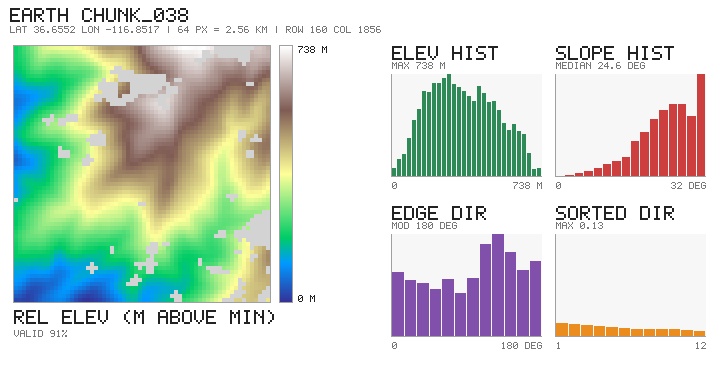 EARTH CHUNK_038
LAT 36.6552 LON -116.8517 | 64 PX = 2.56 KM | ROW 160 COL 1856
738 M
0 M
REL ELEV (M ABOVE MIN)
VALID 91%
ELEV HIST
MAX 738 M
0 738 M
SLOPE HIST
MEDIAN 24.6 DEG
0 32 DEG
EDGE DIR
MOD 180 DEG
0 180 DEG
SORTED DIR
MAX 0.13
1 12